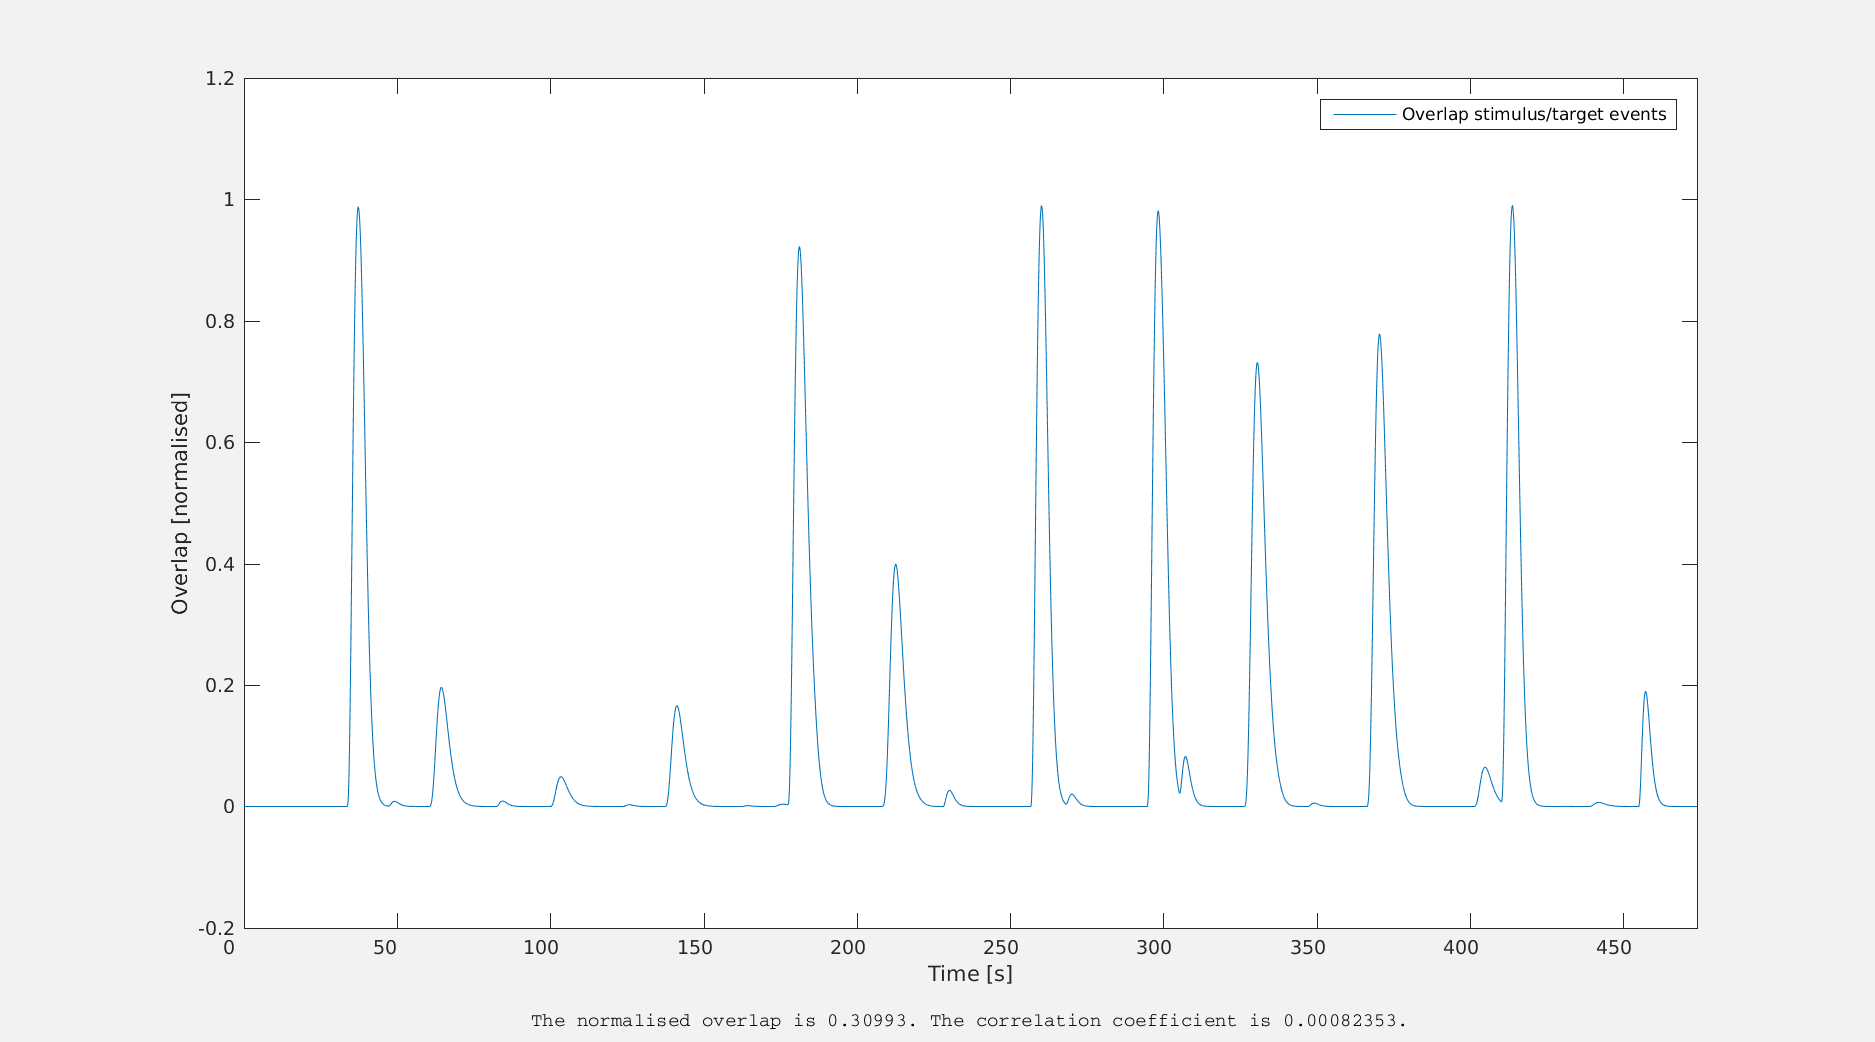 1.2
Overlap stimulus/target events
1
0.8
0.6
0.4
0.2
0
-0.2
Overlap [normalised]
0 50 100 150 200 250 300 350 400 450
Time [s]
The normalised overlap is 0.30993. The correlation coefficient is 0.00082353.